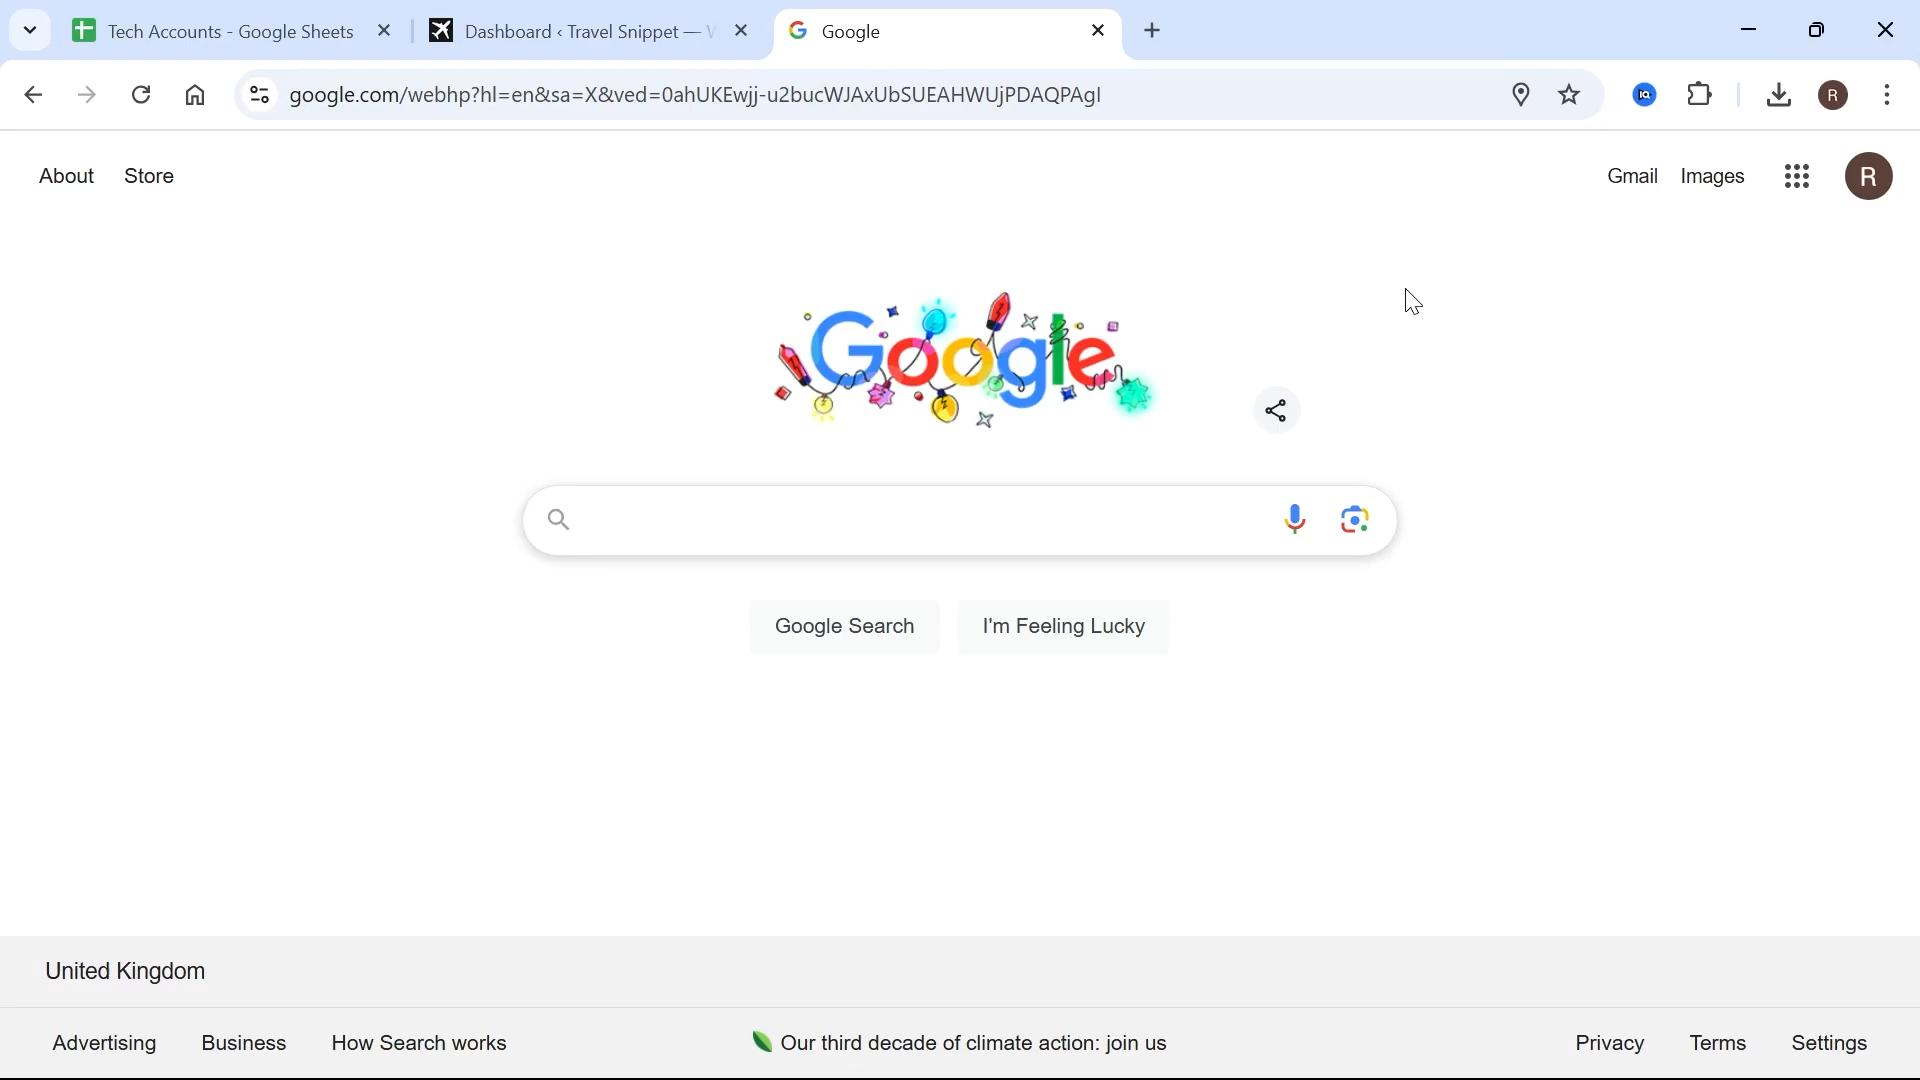 Tech Accounts - Google Sheets
Dashboard ‹ Travel Snippet —
Google
google.com/webhp?hl=en&sa=X&ved=0ahUKEwjj-u2bucWJAxUbSUEAHWUjPDAQPAgI
R
About
Store
Gmail
Images
R
Google
Google Search
I'm Feeling Lucky
United Kingdom
Advertising
Business
How Search works
Our third decade of climate action: join us
Privacy
Terms
Settings